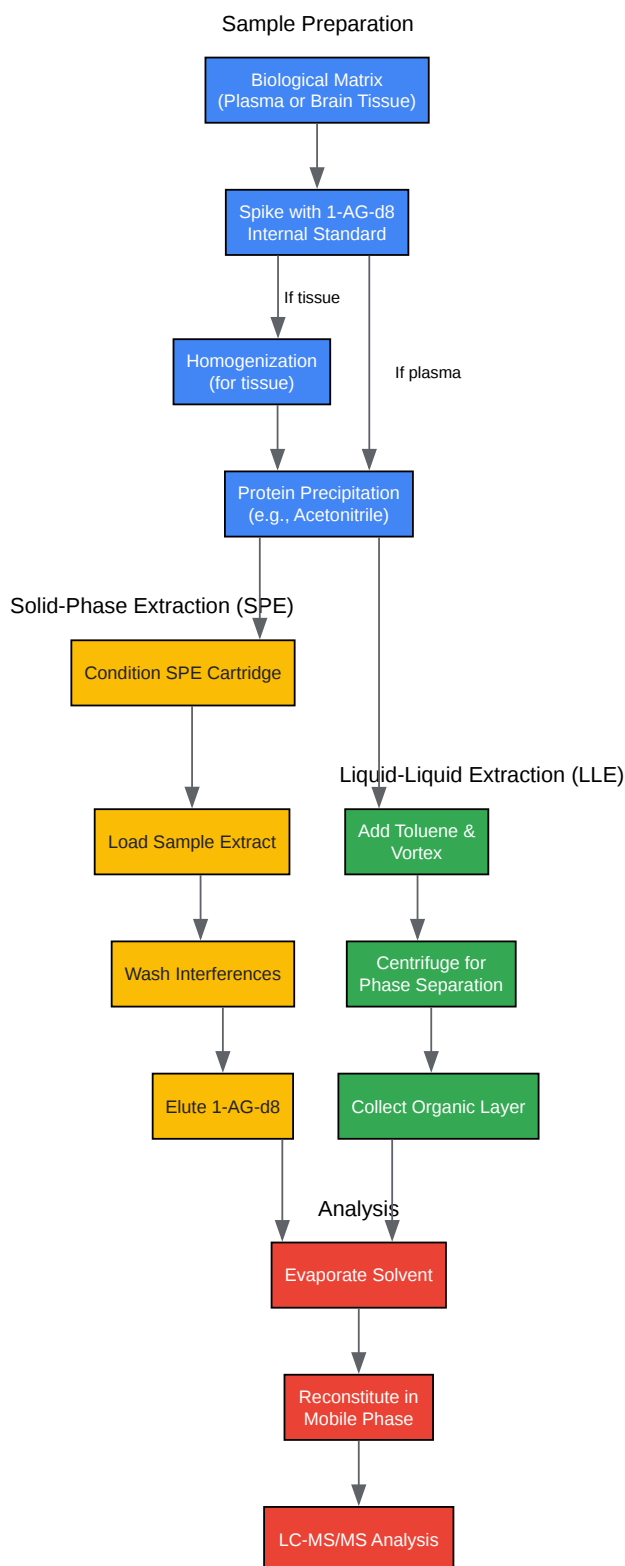 Sample Preparation
Biological Matrix
(Plasma or Brain Tissue)
Spike with 1-AG-d8
Internal Standard
If tissue
Homogenization
(for tissue)
If plasma
Protein Precipitation
(e.g., Acetonitrile)
Solid-Phase Extraction (SPE)
Condition SPE Cartridge
Load Sample Extract
Wash Interferences
Elute 1-AG-d8
Liquid-Liquid Extraction (LLE)
Add Toluene &
Vortex
Centrifuge for
Phase Separation
Collect Organic Layer
Analysis
Evaporate Solvent
Reconstitute in
Mobile Phase
LC-MS/MS Analysis